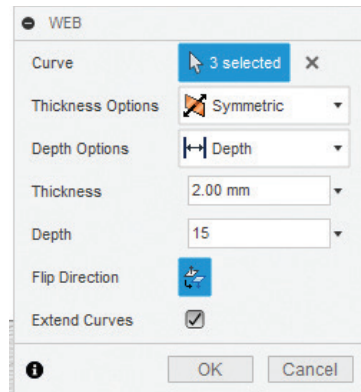 WEB
Curve 3 selected
Thickness Options Symmetric
Depth Options Depth
Thickness 2.00 mm
Depth 15
Flip Direction
Extend Curves
OK Cancel